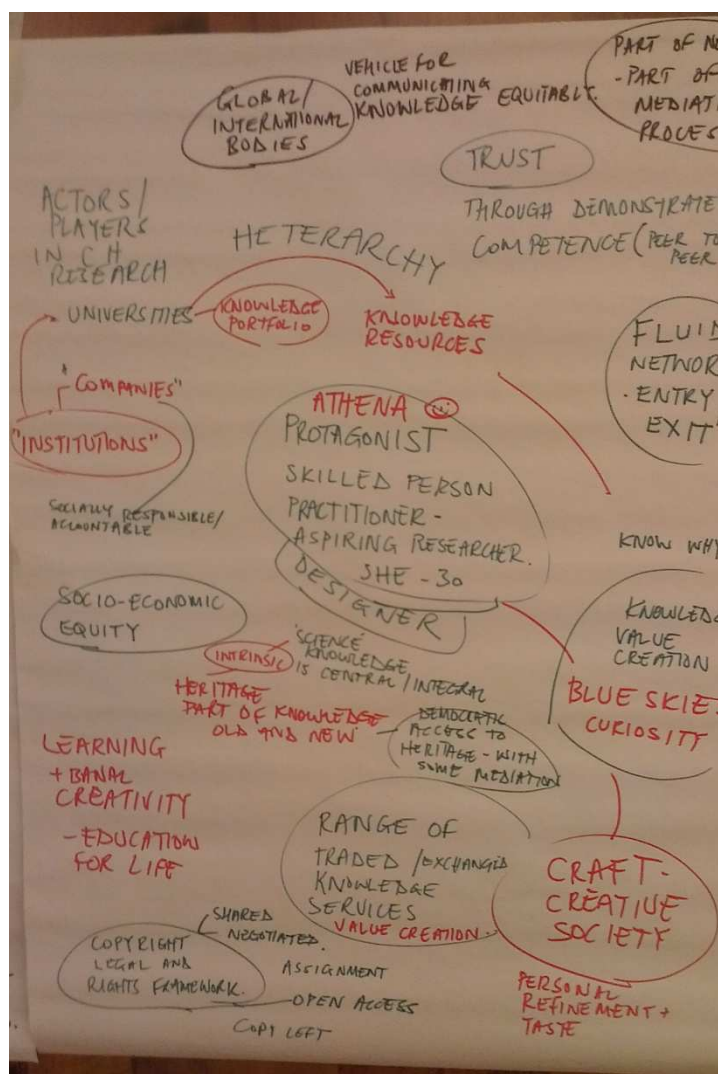 GLOBAL/
INTERNATIONAL
BODIES
VEHICLE FOR
COMMUNICATING
KNOWLEDGE EQUITABLE.
PART OF
- PART OF
MEDIATI
PROCES
TRUST
THROUGH DEMONSTRATE
COMPETENCE (PEER TO
PEER
ACTORS/
PLAYERS
IN CH
RESEARCH
HETERARCHY
UNIVERSITIES
KNOWLEDGE
PORTFOLIO
KNOWLEDGE
RESOURCES
FLUID
NETWOR
· ENTRY
EXIT
"COMPANIES"
"INSTITUTIONS"
SOCIALLY RESPONSIBLE/
ACCOUNTABLE
ATHENA
PROTAGONIST
SKILLED PERSON
PRACTITIONER -
ASPIRING RESEARCHER.
SHE - 30
DESIGNER
KNOW WHY
KNOWLEDG
VALUE
CREATION
BLUE SKIE
CURIOSITY
SOCIO-ECONOMIC
EQUITY
INTRINSIC
'SCIENCE'
KNOWLEDGE
IS CENTRAL/INTEGRAL
HERITAGE
PART OF KNOWLEDGE
OLD AND NEW
DEMOCRATIC
ACCESS TO
HERITAGE - WITH
SOME MEDIATION
LEARNING
+ BANAL
CREATIVITY
- EDUCATION
FOR LIFE
RANGE OF
TRADED/EXCHANGED
KNOWLEDGE
SERVICES
VALUE CREATION.
CRAFT-
CREATIVE
SOCIETY
PERSONAL
REFINEMENT +
TASTE
COPYRIGHT
LEGAL AND
RIGHTS FRAMEWORK.
SHARED
NEGOTIATED.
ASSIGNMENT
OPEN ACCESS
COPY LEFT